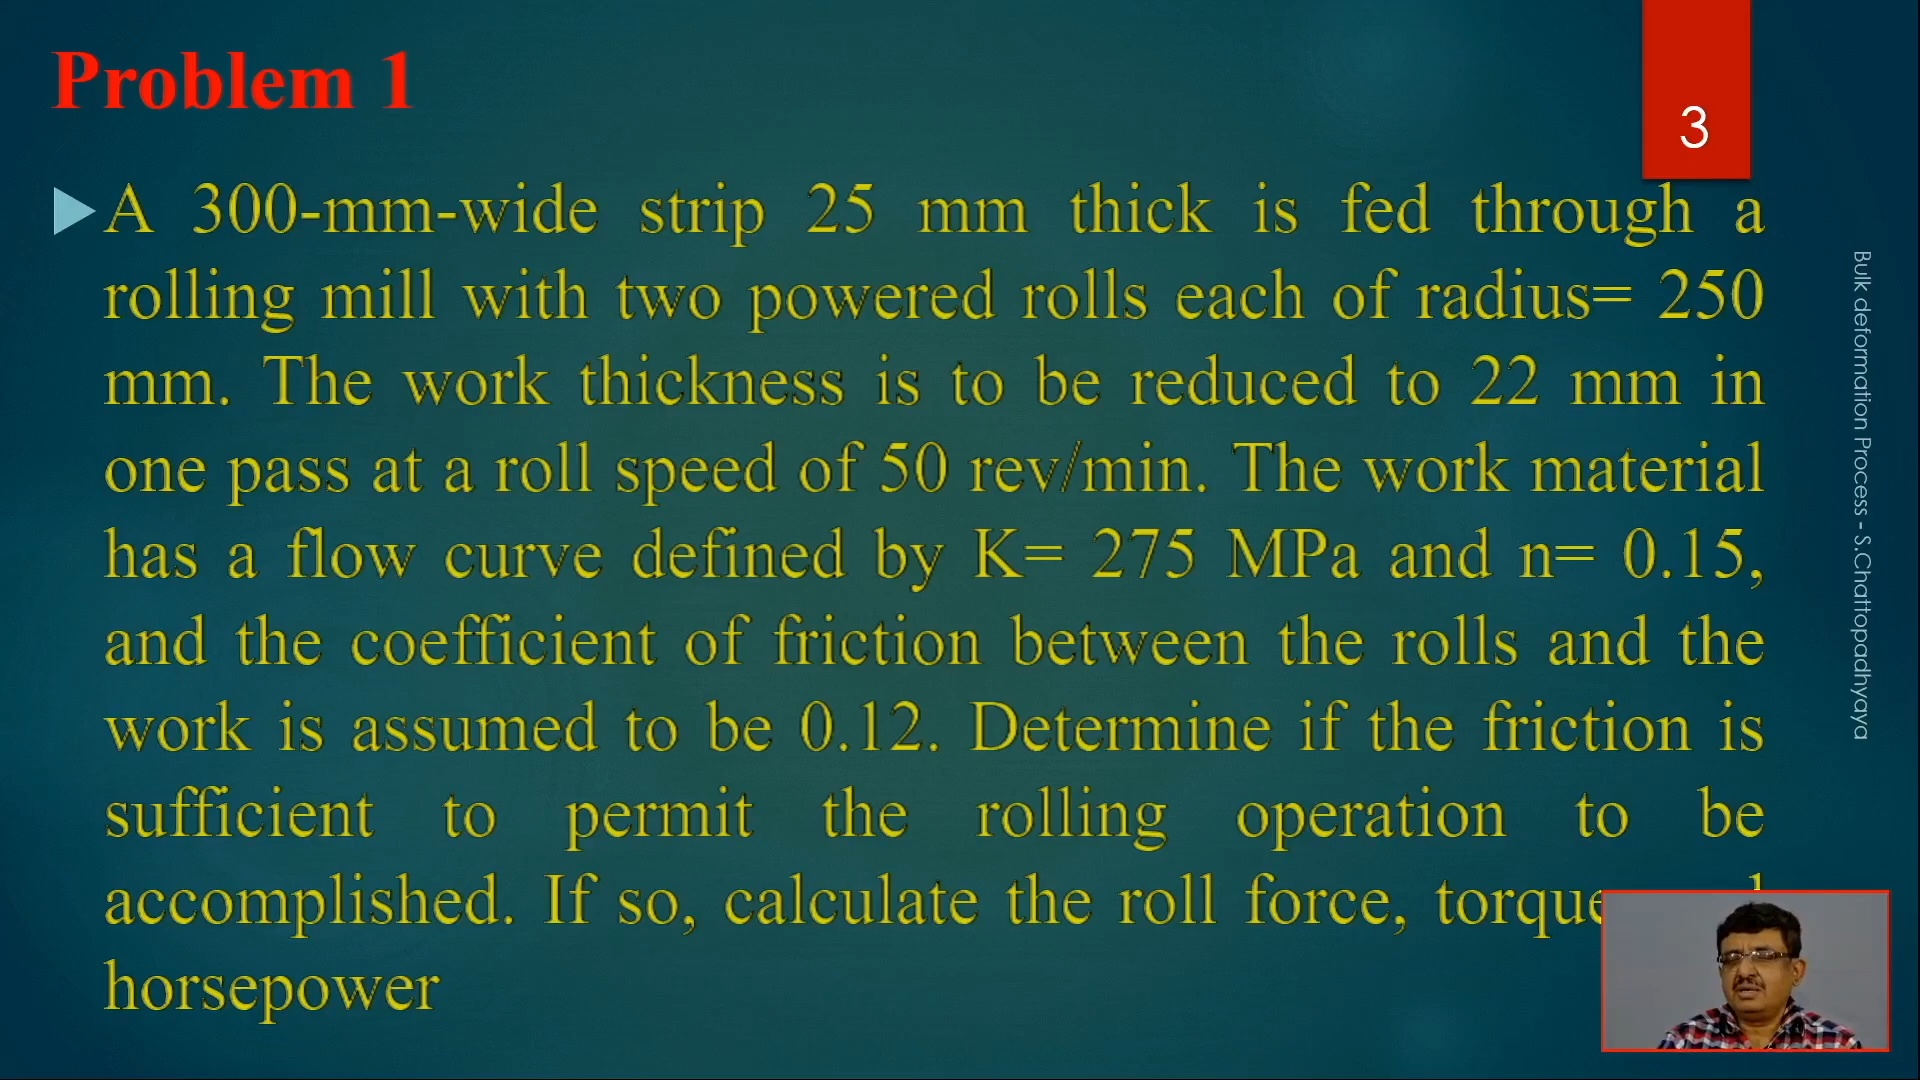 Problem 1
3
A 300-mm-wide strip 25 mm thick is fed through a
rolling mill with two powered rolls each of radius= 250
mm. The work thickness is to be reduced to 22 mm in
one pass at a roll speed of 50 rev/min. The work material
has a flow curve defined by K= 275 MPa and n= 0.15,
and the coefficient of friction between the rolls and the
work is assumed to be 0.12. Determine if the friction is
sufficient to permit the rolling operation to be
accomplished. If so, calculate the roll force, torque
horsepower
Bulk deformation Process - S.Chattopadhyaya